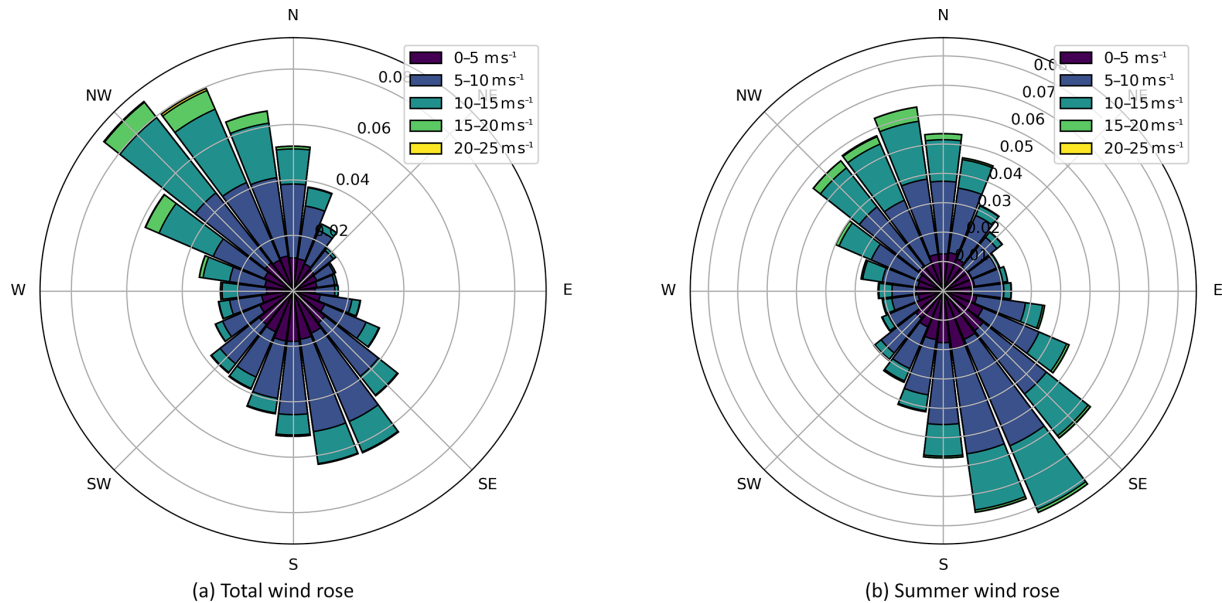 N
N
0–5 ms⁻¹
5–10 ms⁻¹
10–15 ms⁻¹
15–20 ms⁻¹
20–25 ms⁻¹
0–5 ms⁻¹
5–10 ms⁻¹
10–15 ms⁻¹
15–20 ms⁻¹
20–25 ms⁻¹
NW
NE
NW
NE
0.06
0.04
0.02
0.07
0.06
0.05
0.04
0.03
0.02
0.01
W
E
W
E
SW
SE
SW
SE
S
S
(a) Total wind rose
(b) Summer wind rose